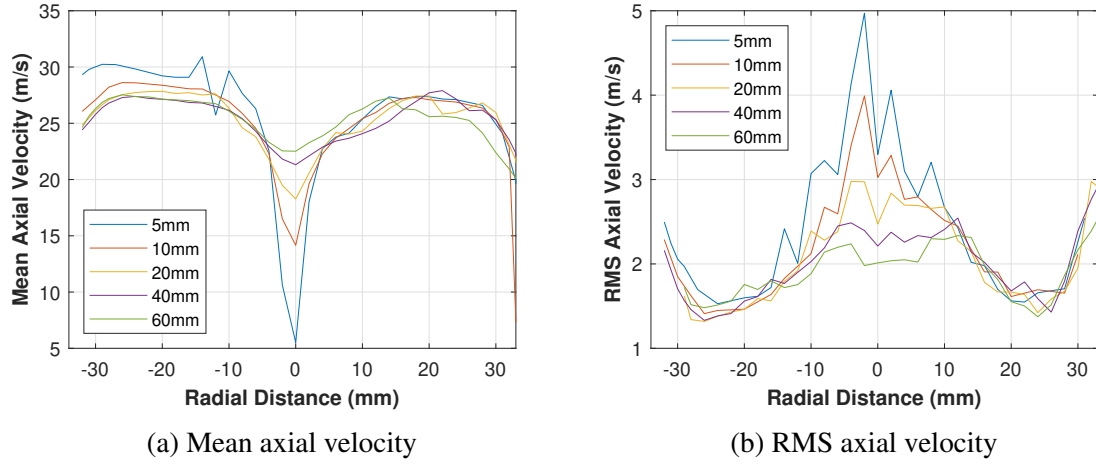 35
30
25
20
15
10
5
Mean Axial Velocity (m/s)
5mm
10mm
20mm
40mm
60mm
-30 -20 -10 0 10 20 30
Radial Distance (mm)
(a) Mean axial velocity
5
4
3
2
1
RMS Axial Velocity (m/s)
5mm
10mm
20mm
40mm
60mm
-30 -20 -10 0 10 20 30
Radial Distance (mm)
(b) RMS axial velocity